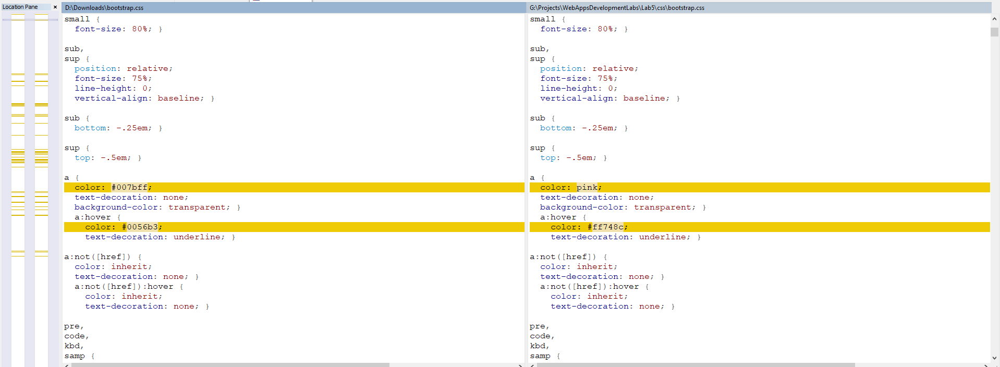 Location Pane ×
D:\Downloads\bootstrap.css
small {
  font-size: 80%; }

sub,
sup {
  position: relative;
  font-size: 75%;
  line-height: 0;
  vertical-align: baseline; }

sub {
  bottom: -.25em; }

sup {
  top: -.5em; }

a {
  color: #007bff;
  text-decoration: none;
  background-color: transparent; }
  a:hover {
    color: #0056b3;
    text-decoration: underline; }

a:not([href]) {
  color: inherit;
  text-decoration: none; }
  a:not([href]):hover {
    color: inherit;
    text-decoration: none; }

pre,
code,
kbd,
samp {
G:\Projects\WebAppsDevelopmentLabs\Lab5\css\bootstrap.css
small {
  font-size: 80%; }

sub,
sup {
  position: relative;
  font-size: 75%;
  line-height: 0;
  vertical-align: baseline; }

sub {
  bottom: -.25em; }

sup {
  top: -.5em; }

a {
  color: pink;
  text-decoration: none;
  background-color: transparent; }
  a:hover {
    color: #ff748c;
    text-decoration: underline; }

a:not([href]) {
  color: inherit;
  text-decoration: none; }
  a:not([href]):hover {
    color: inherit;
    text-decoration: none; }

pre,
code,
kbd,
samp {